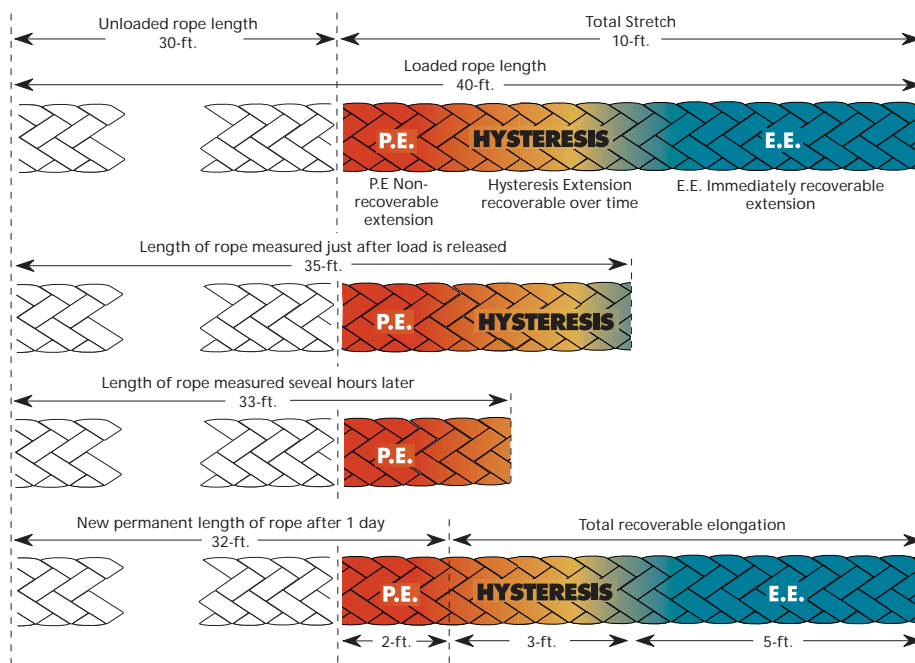 Unloaded rope length
30-ft.
Total Stretch
10-ft.
Loaded rope length
40-ft.
P.E.
HYSTERESIS
E.E.
P.E Non-
recoverable
extension
Hysteresis Extension
recoverable over time
E.E. Immediately recoverable
extension
Length of rope measured just after load is released
35-ft.
P.E.
HYSTERESIS
Length of rope measured seveal hours later
33-ft.
P.E.
New permanent length of rope after 1 day
32-ft.
Total recoverable elongation
P.E.
HYSTERESIS
E.E.
2-ft.
3-ft.
5-ft.